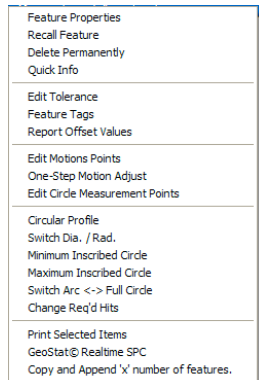 Feature Properties
Recall Feature
Delete Permanently
Quick Info
Edit Tolerance
Feature Tags
Report Offset Values
Edit Motions Points
One-Step Motion Adjust
Edit Circle Measurement Points
Circular Profile
Switch Dia. / Rad.
Minimum Inscribed Circle
Maximum Inscribed Circle
Switch Arc <-> Full Circle
Change Req'd Hits
Print Selected Items
GeoStat© Realtime SPC
Copy and Append 'x' number of features.